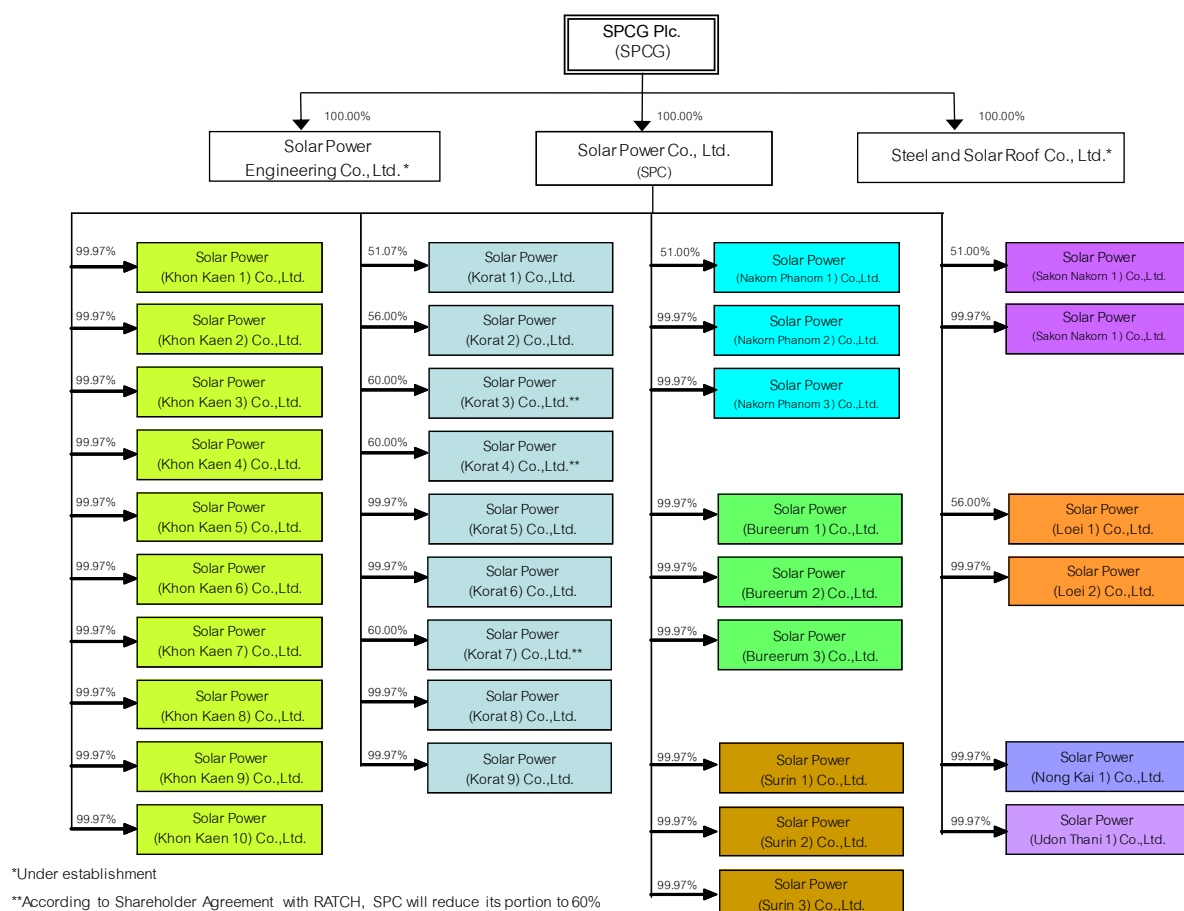 SPCG Plc.
(SPCG)
100.00%
100.00%
100.00%
Solar Power
Engineering Co., Ltd. *
Solar Power Co., Ltd.
(SPC)
Steel and Solar Roof Co., Ltd.*
99.97%
Solar Power
(Khon Kaen 1) Co.,Ltd.
99.97%
Solar Power
(Khon Kaen 2) Co.,Ltd.
99.97%
Solar Power
(Khon Kaen 3) Co.,Ltd.
99.97%
Solar Power
(Khon Kaen 4) Co.,Ltd.
99.97%
Solar Power
(Khon Kaen 5) Co.,Ltd.
99.97%
Solar Power
(Khon Kaen 6) Co.,Ltd.
99.97%
Solar Power
(Khon Kaen 7) Co.,Ltd.
99.97%
Solar Power
(Khon Kaen 8) Co.,Ltd.
99.97%
Solar Power
(Khon Kaen 9) Co.,Ltd.
99.97%
Solar Power
(Khon Kaen 10) Co.,Ltd.
51.07%
Solar Power
(Korat 1) Co.,Ltd.
56.00%
Solar Power
(Korat 2) Co.,Ltd.
60.00%
Solar Power
(Korat 3) Co.,Ltd.**
60.00%
Solar Power
(Korat 4) Co.,Ltd.**
99.97%
Solar Power
(Korat 5) Co.,Ltd.
99.97%
Solar Power
(Korat 6) Co.,Ltd.
60.00%
Solar Power
(Korat 7) Co.,Ltd.**
99.97%
Solar Power
(Korat 8) Co.,Ltd.
99.97%
Solar Power
(Korat 9) Co.,Ltd.
51.00%
Solar Power
(Nakorn Phanom 1) Co.,Ltd.
99.97%
Solar Power
(Nakorn Phanom 2) Co.,Ltd.
99.97%
Solar Power
(Nakorn Phanom 3) Co.,Ltd.
99.97%
Solar Power
(Bureerum 1) Co.,Ltd.
99.97%
Solar Power
(Bureerum 2) Co.,Ltd.
99.97%
Solar Power
(Bureerum 3) Co.,Ltd.
99.97%
Solar Power
(Surin 1) Co.,Ltd.
99.97%
Solar Power
(Surin 2) Co.,Ltd.
99.97%
Solar Power
(Surin 3) Co.,Ltd.
51.00%
Solar Power
(Sakon Nakorn 1) Co.,Ltd.
99.97%
Solar Power
(Sakon Nakorn 1) Co.,Ltd.
56.00%
Solar Power
(Loei 1) Co.,Ltd.
99.97%
Solar Power
(Loei 2) Co.,Ltd.
99.97%
Solar Power
(Nong Kai 1) Co.,Ltd.
99.97%
Solar Power
(Udon Thani 1) Co.,Ltd.
*Under establishment
**According to Shareholder Agreement with RATCH, SPC will reduce its portion to 60%